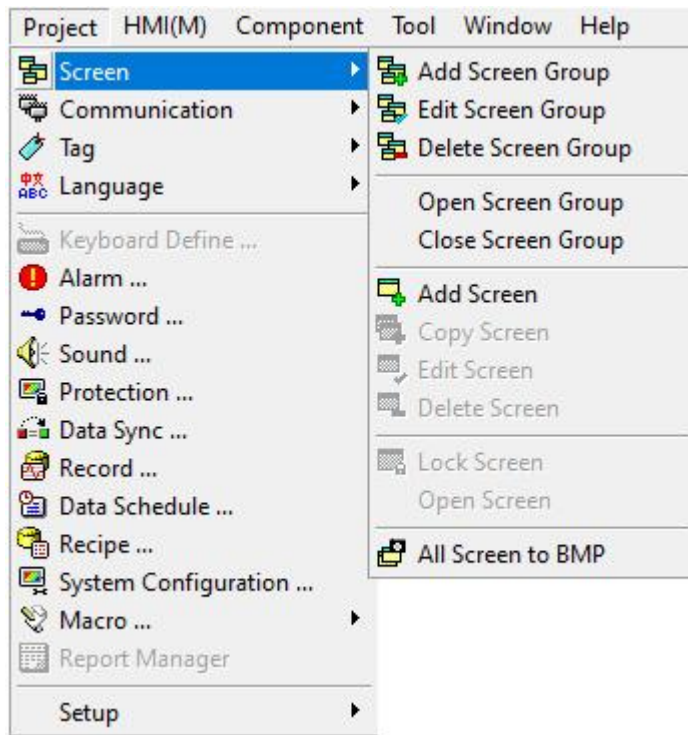 Project HMI(M) Component Tool Window Help
Screen
Communication
Tag
中文
ABC Language
Keyboard Define ...
Alarm ...
Password ...
Sound ...
Protection ...
Data Sync ...
Record ...
Data Schedule ...
Recipe ...
System Configuration ...
Macro ...
Report Manager
Setup
Add Screen Group
Edit Screen Group
Delete Screen Group
Open Screen Group
Close Screen Group
Add Screen
Copy Screen
Edit Screen
Delete Screen
Lock Screen
Open Screen
All Screen to BMP